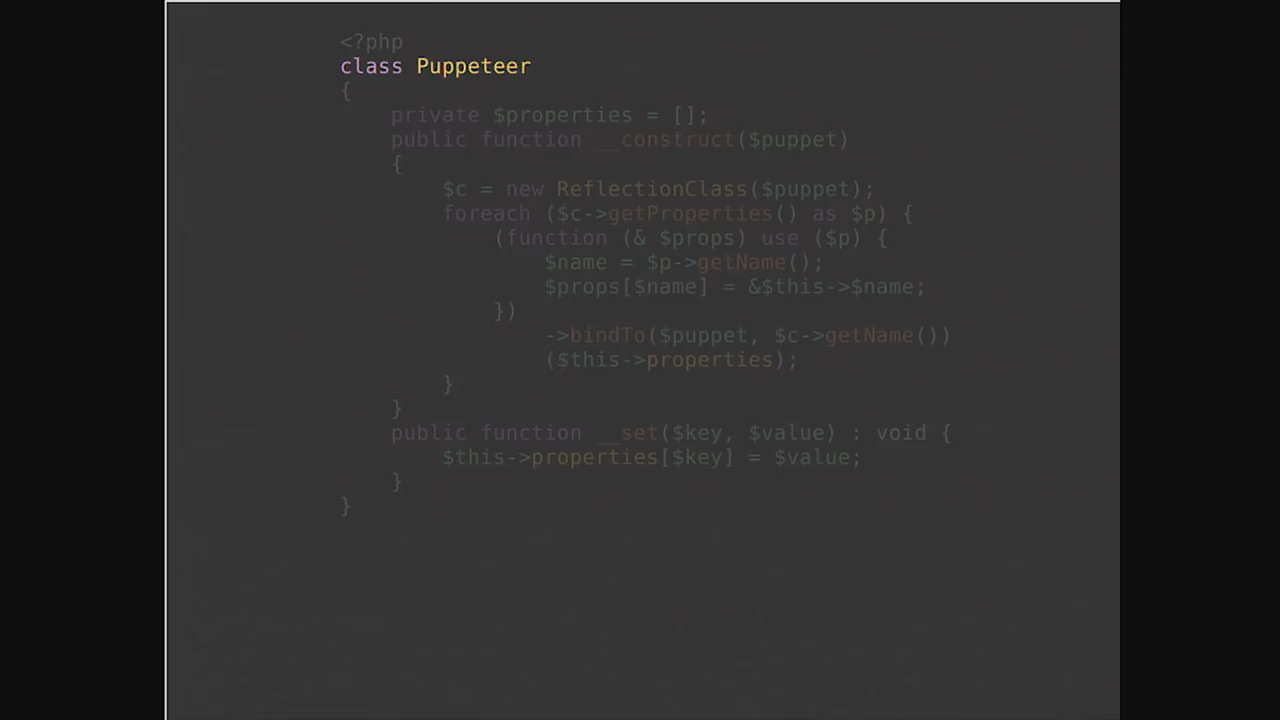 <?php
class Puppeteer
{
    private $properties = [];
    public function __construct($puppet)
    {
        $c = new ReflectionClass($puppet);
        foreach ($c->getProperties() as $p) {
            (function (& $props) use ($p) {
                $name = $p->getName();
                $props[$name] = &$this->$name;
            })
                ->bindTo($puppet, $c->getName())
                ($this->properties);
        }
    }
    public function __set($key, $value) : void {
        $this->properties[$key] = $value;
    }
}